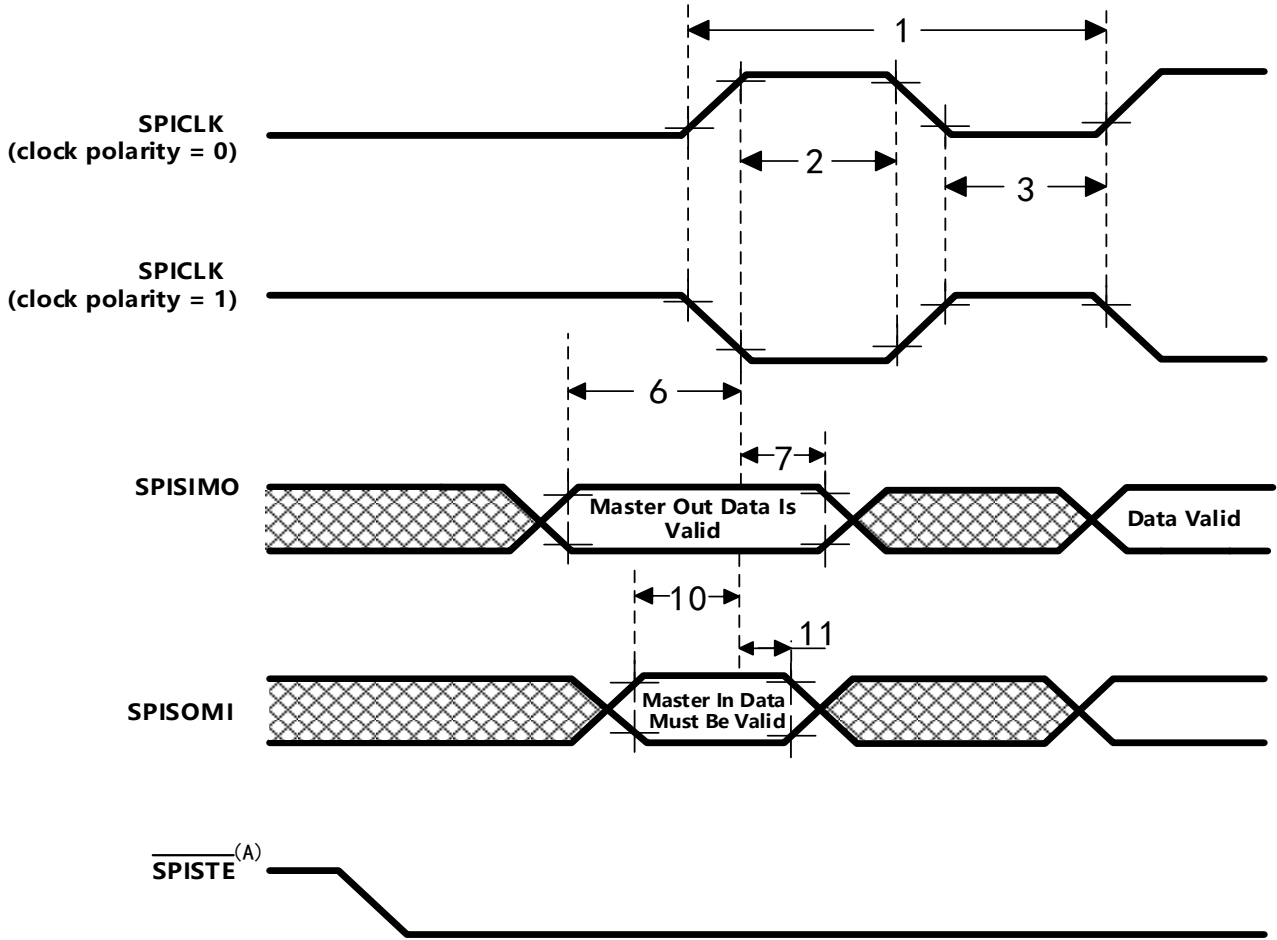 1
SPICLK
(clock polarity = 0)
2
3
SPICLK
(clock polarity = 1)
6
7
SPISIMO
Master Out Data Is
Valid
Data Valid
10
11
SPISOMI
Master In Data
Must Be Valid
SPISTE(A)